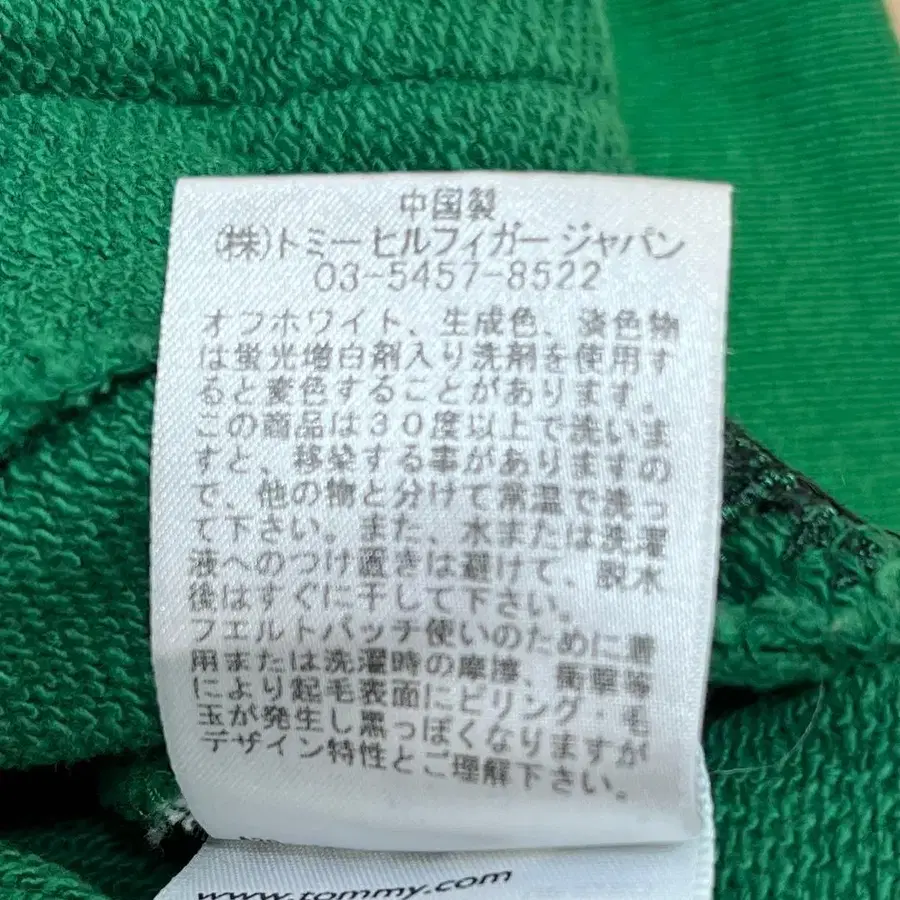 中国製
(株)トミーヒルフィガージャパン
03-5457-8522
オフホワイト、生成色、淡色物
は蛍光増白剤入り洗剤を使用す
ると変色することがあります。
この商品は30度以上で洗いま
すと、移染する事がありますの
で、他の物と分けて常温で洗っ
て下さい。また、水または洗濯
液へのつけ置きは避けて、脱水
後はすぐに干して下さい。
フエルトパッチ使いのために着
用または洗濯時の摩擦、衝撃等
により起毛表面にピリング・毛
玉が発生し黒っぽくなりますが
デザイン特性とご理解下さい。
www.tommy.com